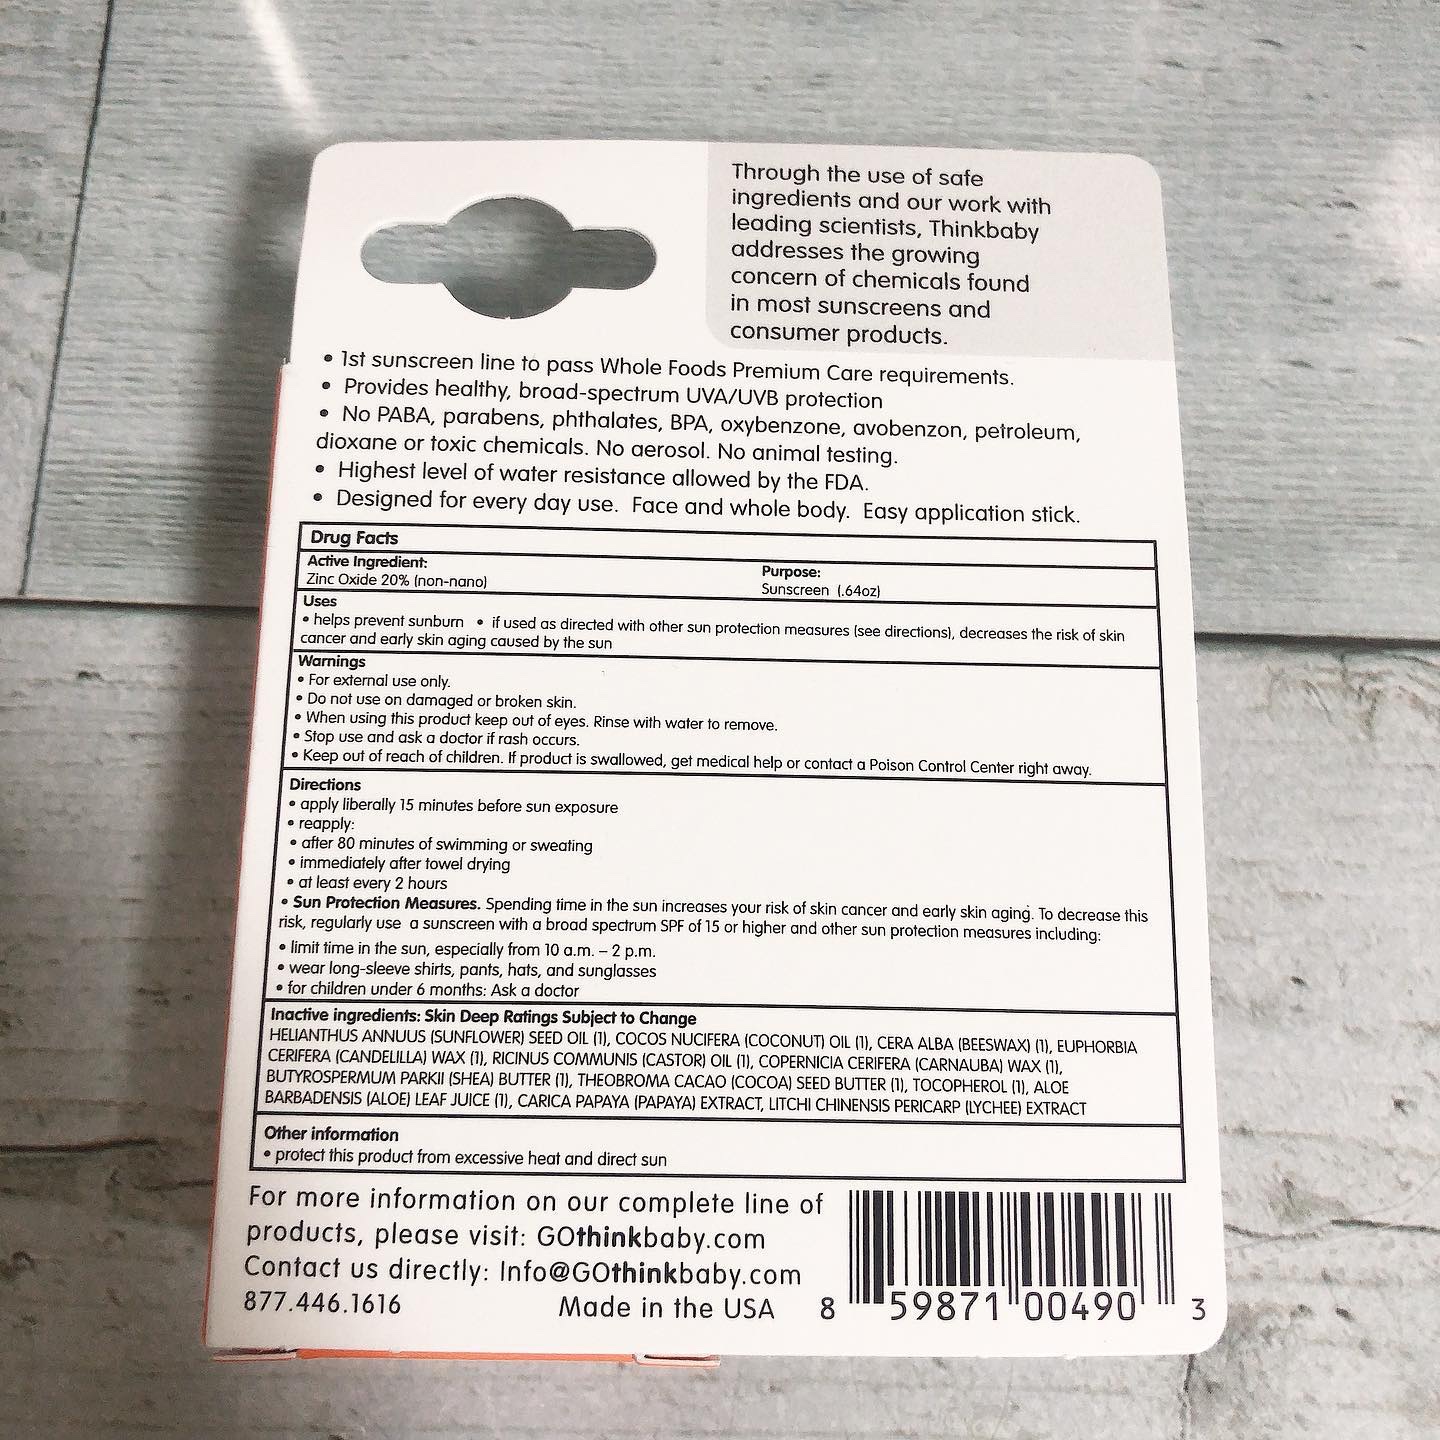 Through the use of safe
ingredients and our work with
leading scientists, Thinkbaby
addresses the growing
concern of chemicals found
in most sunscreens and
consumer products.
• 1st sunscreen line to pass Whole Foods Premium Care requirements.
• Provides healthy, broad-spectrum UVA/UVB protection
• No PABA, parabens, phthalates, BPA, oxybenzone, avobenzon, petroleum,
dioxane or toxic chemicals. No aerosol. No animal testing.
• Highest level of water resistance allowed by the FDA.
• Designed for every day use. Face and whole body. Easy application stick.
Drug Facts
Active Ingredient: Purpose:
Zinc Oxide 20% (non-nano) Sunscreen (.64oz)
Uses
• helps prevent sunburn • if used as directed with other sun protection measures (see directions), decreases the risk of skin
cancer and early skin aging caused by the sun
Warnings
• For external use only.
• Do not use on damaged or broken skin.
• When using this product keep out of eyes. Rinse with water to remove.
• Stop use and ask a doctor if rash occurs.
• Keep out of reach of children. If product is swallowed, get medical help or contact a Poison Control Center right away.
Directions
• apply liberally 15 minutes before sun exposure
• reapply:
• after 80 minutes of swimming or sweating
• immediately after towel drying
• at least every 2 hours
• Sun Protection Measures. Spending time in the sun increases your risk of skin cancer and early skin aging. To decrease this
risk, regularly use a sunscreen with a broad spectrum SPF of 15 or higher and other sun protection measures including:
• limit time in the sun, especially from 10 a.m. – 2 p.m.
• wear long-sleeve shirts, pants, hats, and sunglasses
• for children under 6 months: Ask a doctor
Inactive ingredients: Skin Deep Ratings Subject to Change
HELIANTHUS ANNUUS (SUNFLOWER) SEED OIL (1), COCOS NUCIFERA (COCONUT) OIL (1), CERA ALBA (BEESWAX) (1), EUPHORBIA
CERIFERA (CANDELILLA) WAX (1), RICINUS COMMUNIS (CASTOR) OIL (1), COPERNICIA CERIFERA (CARNAUBA) WAX (1),
BUTYROSPERMUM PARKII (SHEA) BUTTER (1), THEOBROMA CACAO (COCOA) SEED BUTTER (1), TOCOPHEROL (1), ALOE
BARBADENSIS (ALOE) LEAF JUICE (1), CARICA PAPAYA (PAPAYA) EXTRACT, LITCHI CHINENSIS PERICARP (LYCHEE) EXTRACT
Other information
• protect this product from excessive heat and direct sun
For more information on our complete line of
products, please visit: GOthinkbaby.com
Contact us directly: Info@GOthinkbaby.com
877.446.1616 Made in the USA
8 59871 00490 3